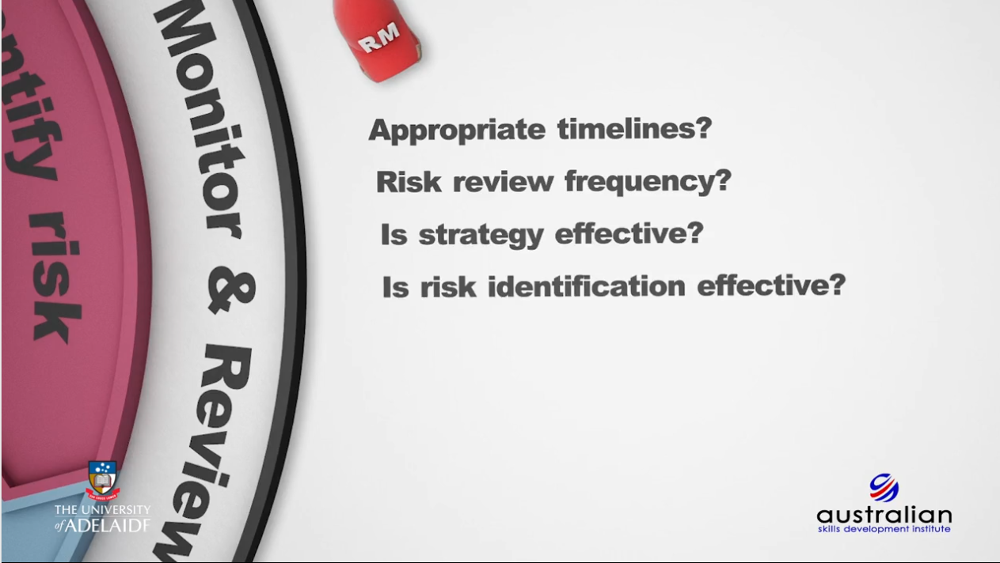 entify risk
Monitor & Review
RM
Appropriate timelines?
Risk review frequency?
Is strategy effective?
Is risk identification effective?
THE UNIVERSITY
of ADELAIDE
australian
skills development institute